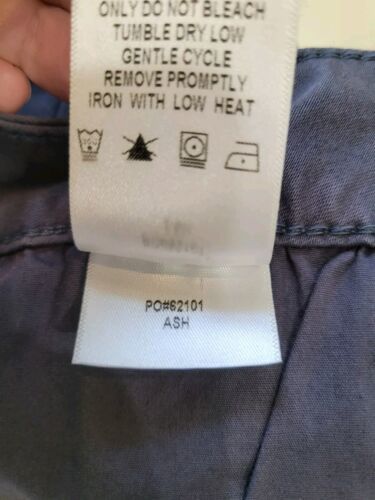 ONLY DO NOT BLEACH
TUMBLE DRY LOW
GENTLE CYCLE
REMOVE PROMPTLY
IRON WITH LOW HEAT
PO#62101
ASH